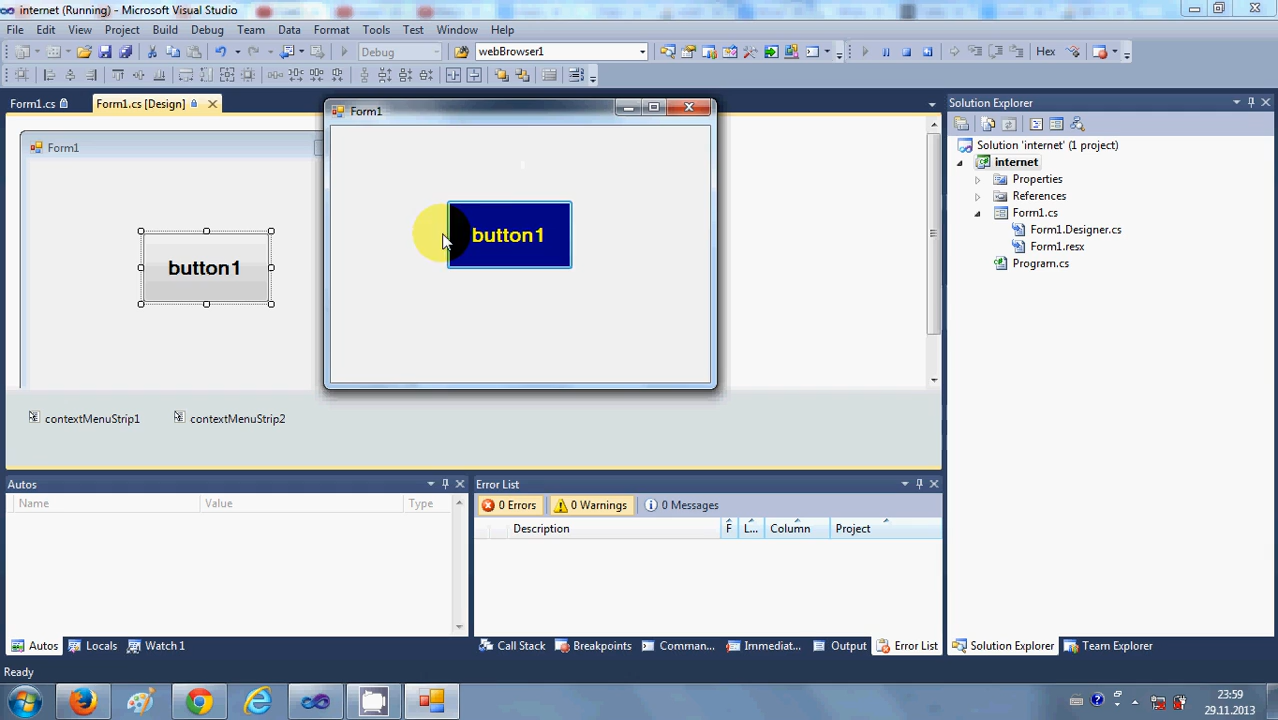 internet (Running) - Microsoft Visual Studio
File Edit View Project Build Debug Team Data Format Tools Test Window Help
Debug webBrowser1 Hex
Form1.cs Form1.cs [Design] Solution Explorer
Form1
Form1
button1
button1
Solution 'internet' (1 project)
internet
Properties
References
Form1.cs
Form1.Designer.cs
Form1.resx
Program.cs
contextMenuStrip1 contextMenuStrip2
Autos
Name Value Type
Error List
0 Errors 0 Warnings 0 Messages
Description F L... Column Project
Autos Locals Watch 1
Call Stack Breakpoints Comman... Immediat... Output Error List
Solution Explorer Team Explorer
Ready
23:59
29.11.2013